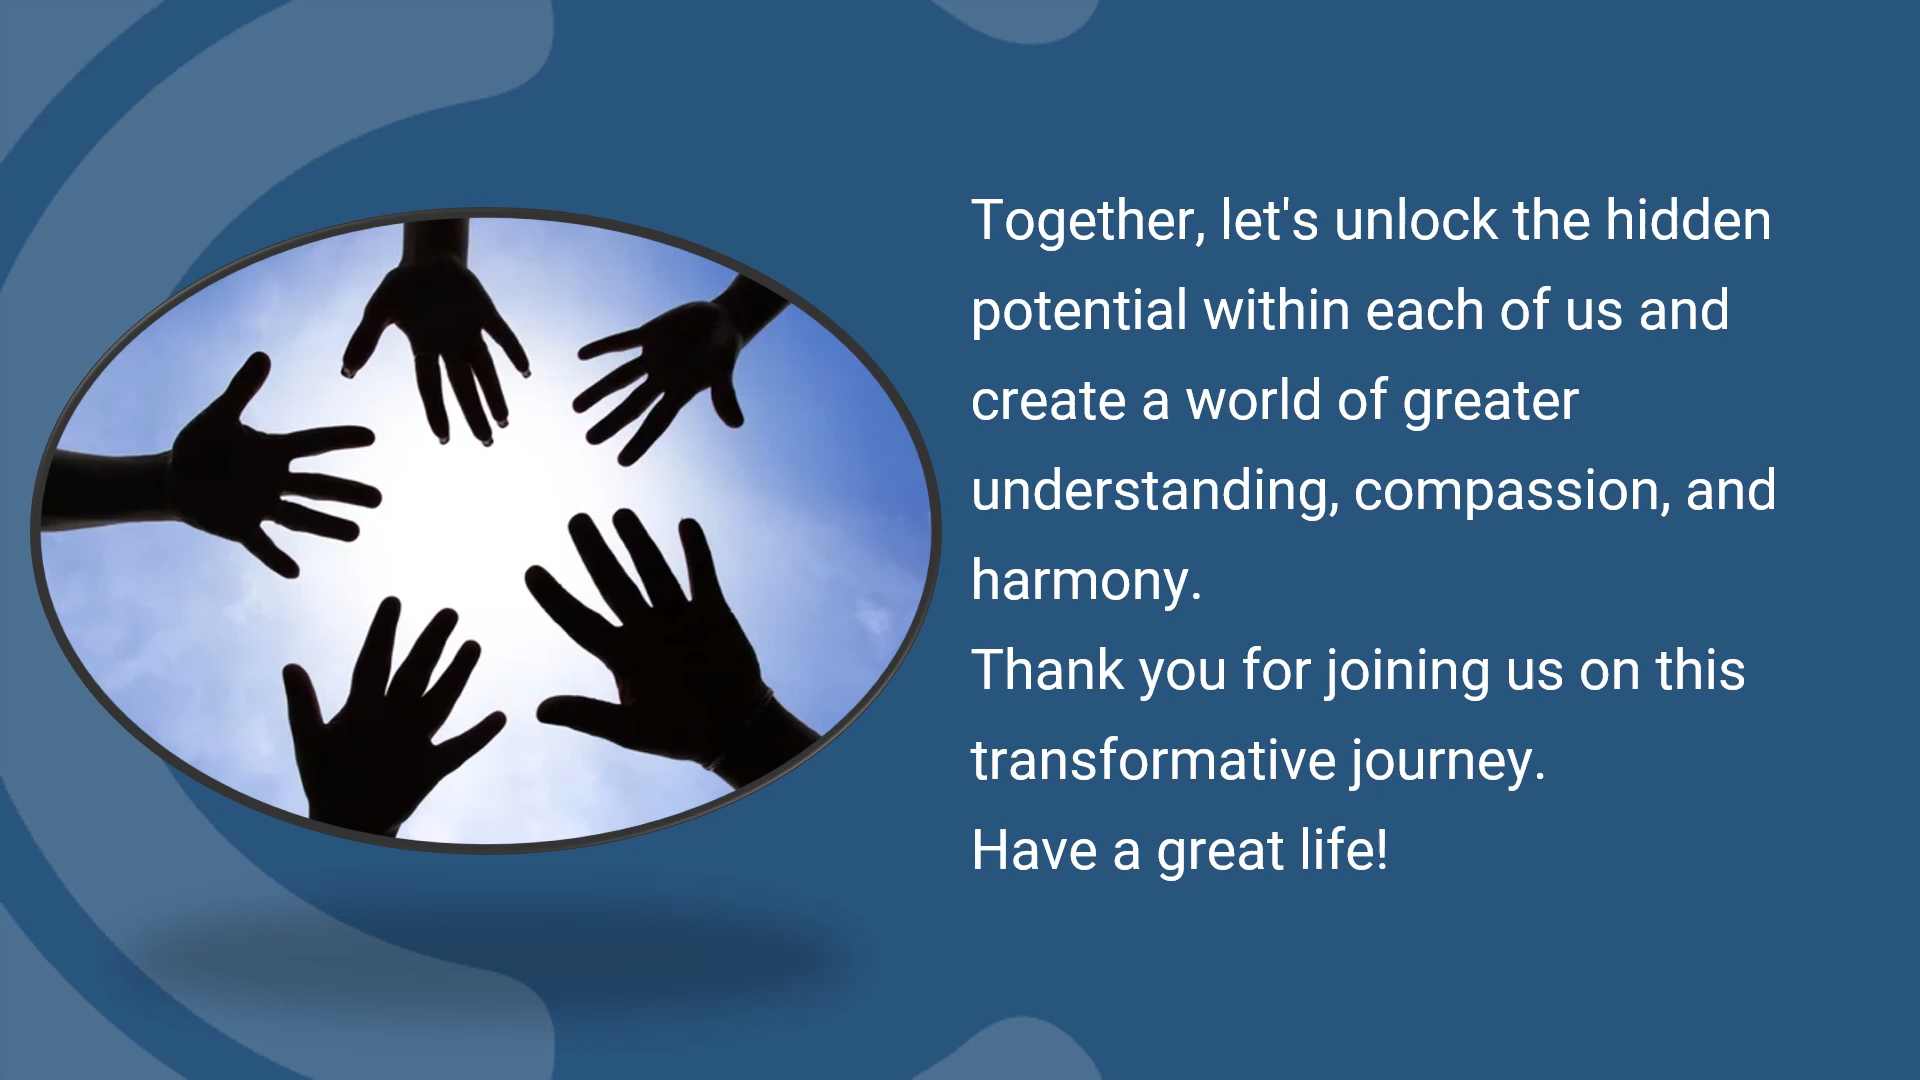 Together, let's unlock the hidden
potential within each of us and
create a world of greater
understanding, compassion, and
harmony.
Thank you for joining us on this
transformative journey.
Have a great life!